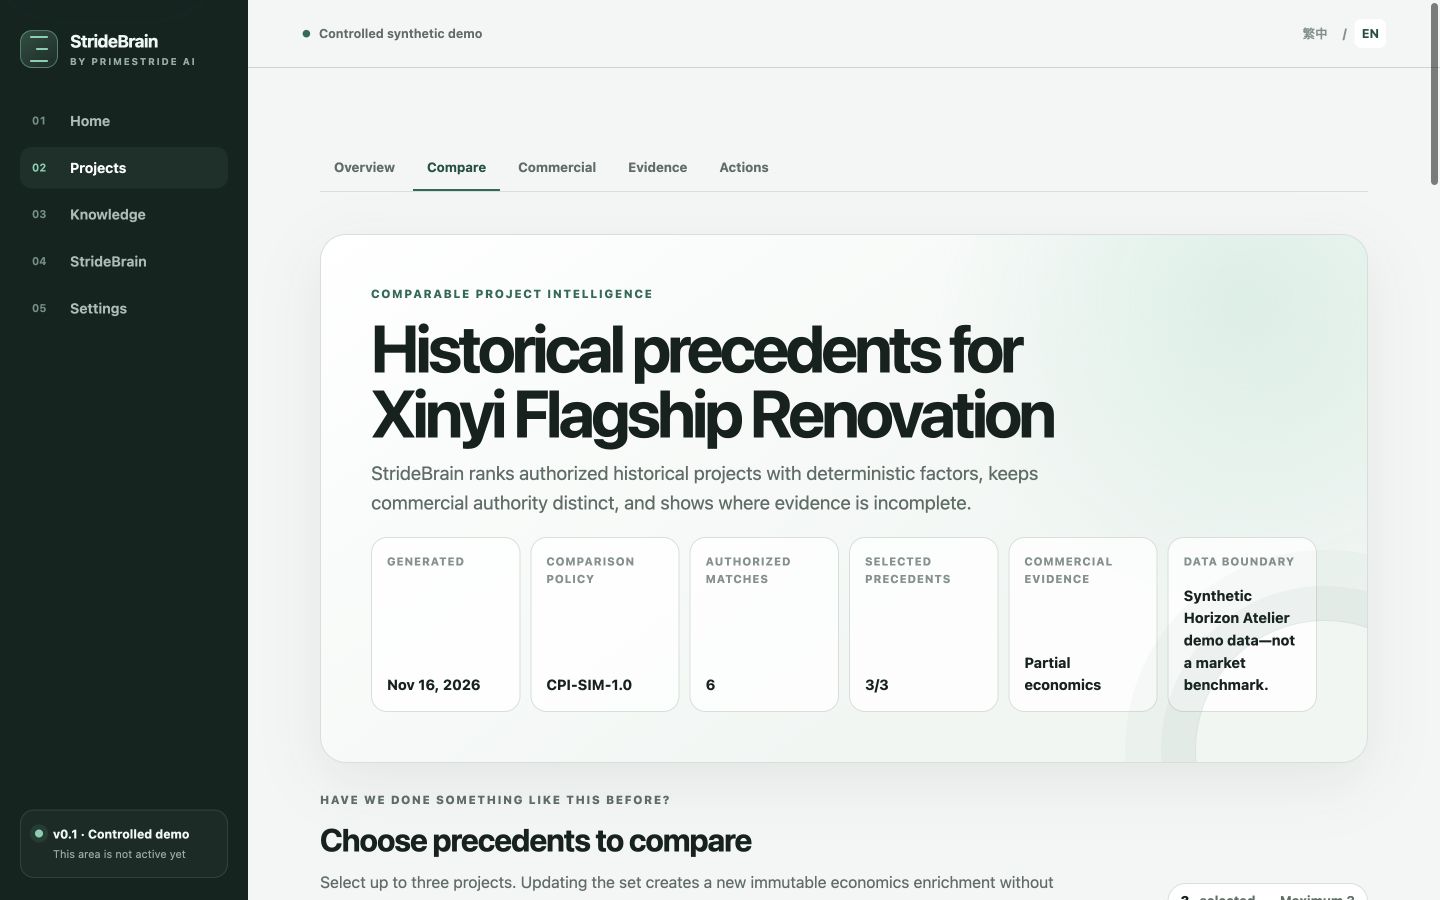 StrideBrain
BY PRIMESTRIDE AI
01 Home
02 Projects
03 Knowledge
04 StrideBrain
05 Settings
v0.1 · Controlled demo
This area is not active yet
Controlled synthetic demo
繁中 / EN
Overview Compare Commercial Evidence Actions
COMPARABLE PROJECT INTELLIGENCE
Historical precedents for
Xinyi Flagship Renovation
StrideBrain ranks authorized historical projects with deterministic factors, keeps
commercial authority distinct, and shows where evidence is incomplete.
GENERATED
Nov 16, 2026
COMPARISON
POLICY
CPI-SIM-1.0
AUTHORIZED
MATCHES
6
SELECTED
PRECEDENTS
3/3
COMMERCIAL
EVIDENCE
Partial
economics
DATA BOUNDARY
Synthetic
Horizon Atelier
demo data—not
a market
benchmark.
HAVE WE DONE SOMETHING LIKE THIS BEFORE?
Choose precedents to compare
Select up to three projects. Updating the set creates a new immutable economics enrichment without
selected Maximum